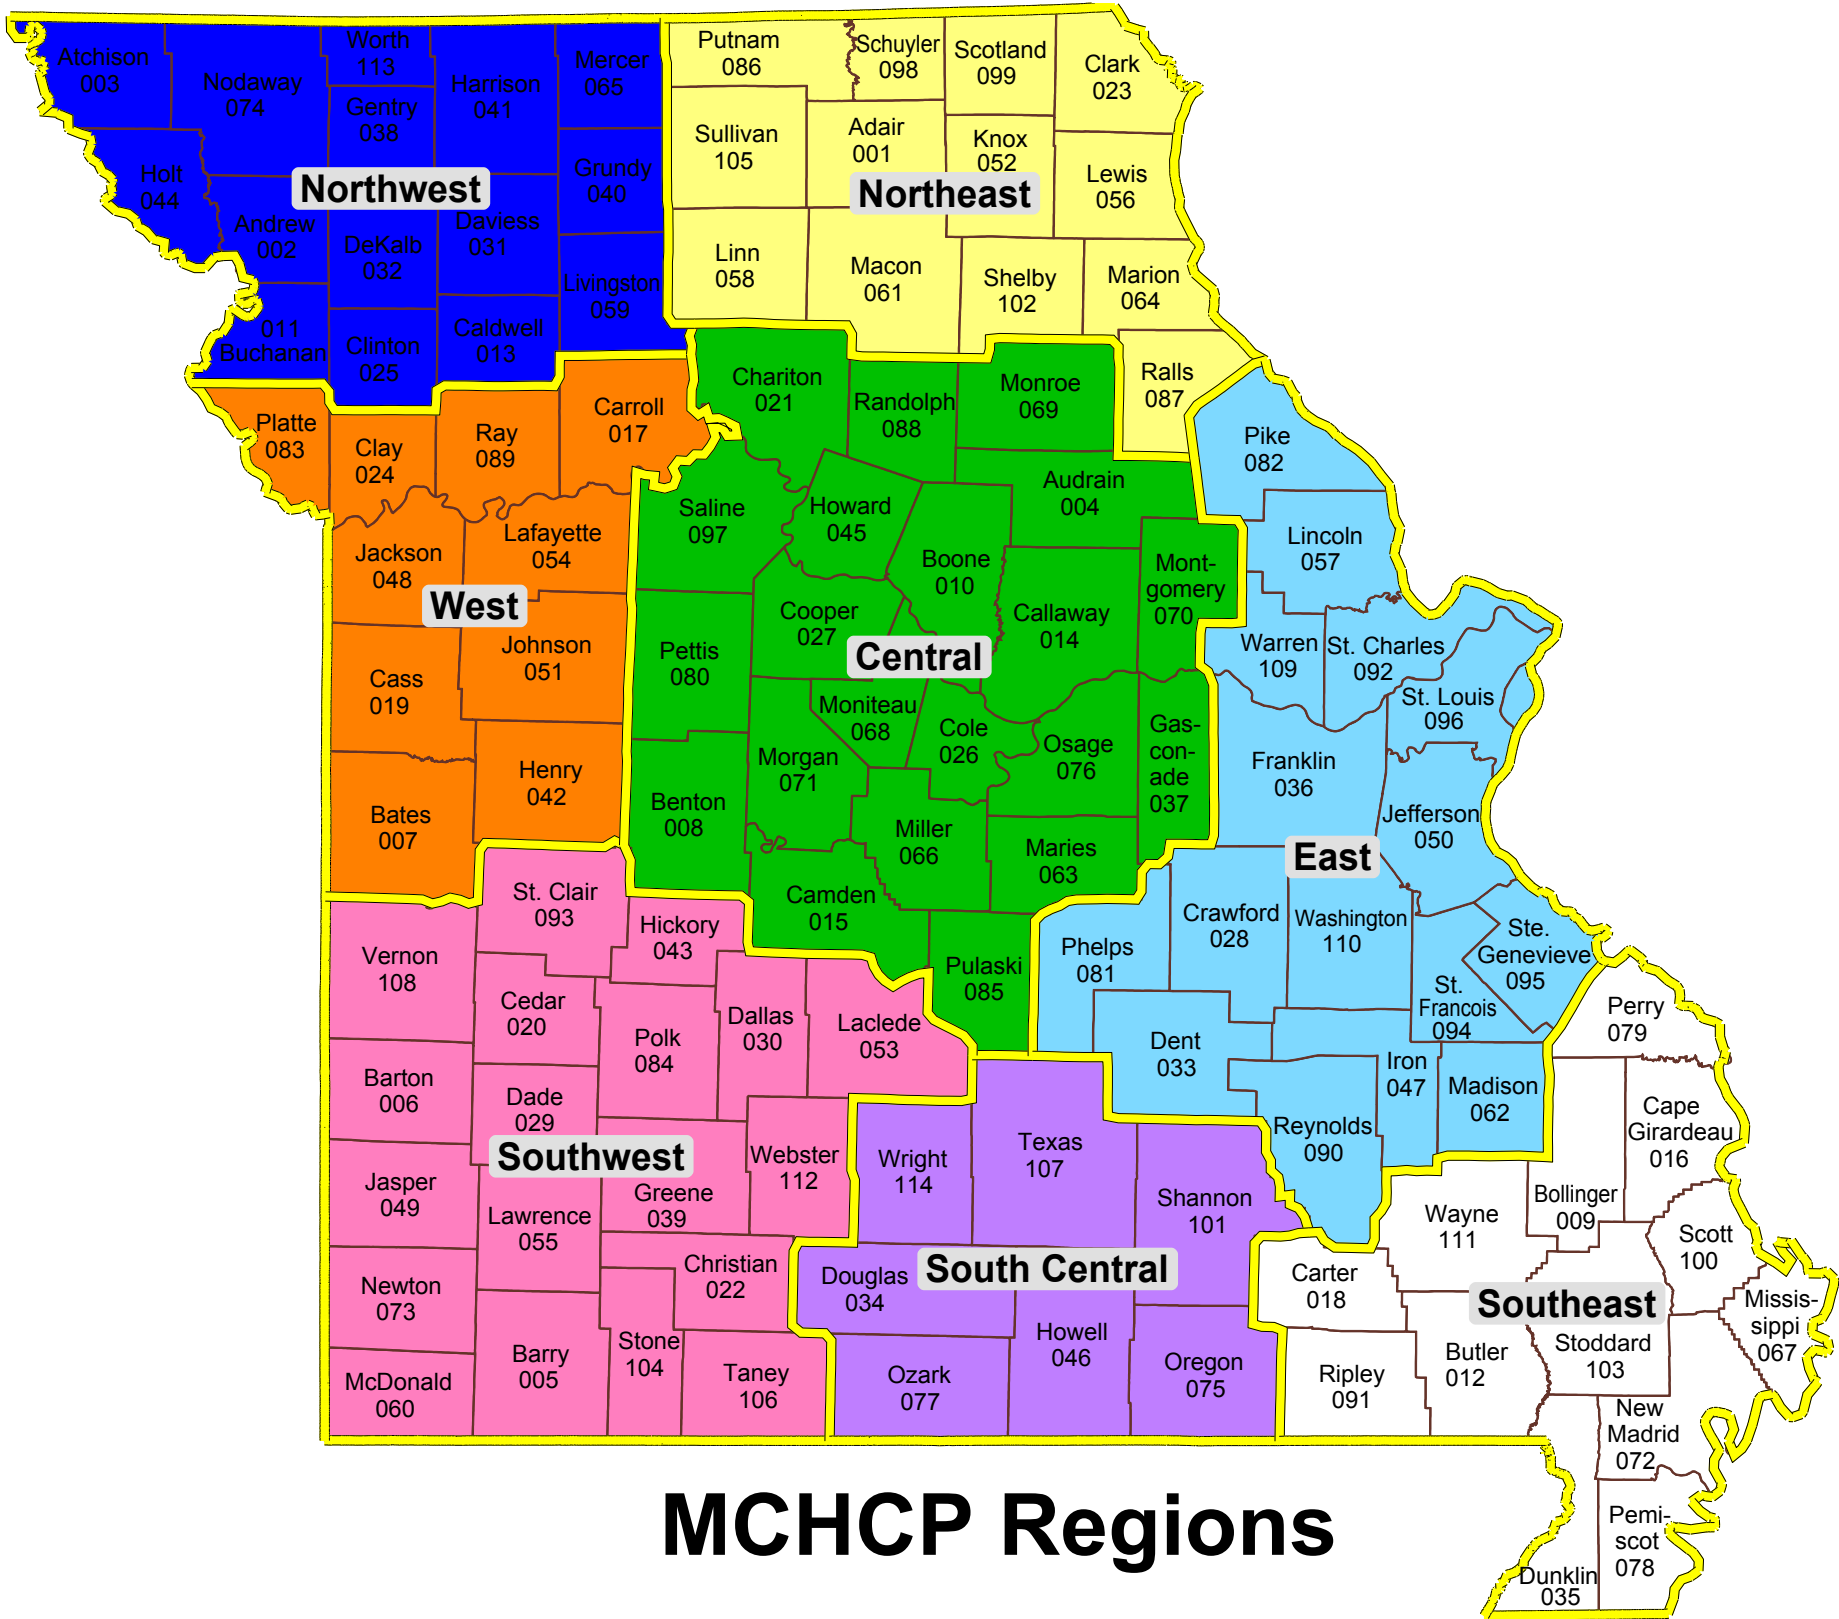 Atchison
003
Nodaway
074
Worth
113
Gentry
038
Harrison
041
Mercer
065
Grundy
040
Holt
044
Northwest
Andrew
002
DeKalb
032
Daviess
031
Livingston
059
011
Buchanan
Clinton
025
Caldwell
013
Putnam
086
Schuyler
098
Scotland
099
Clark
023
Sullivan
105
Adair
001
Knox
052
Lewis
056
Northeast
Linn
058
Macon
061
Shelby
102
Marion
064
Ralls
087
Platte
083
Clay
024
Ray
089
Carroll
017
Jackson
048
Lafayette
054
West
Johnson
051
Cass
019
Bates
007
Henry
042
Chariton
021
Randolph
088
Monroe
069
Audrain
004
Saline
097
Howard
045
Boone
010
Mont-
gomery
070
Callaway
014
Cooper
027
Central
Pettis
080
Moniteau
068
Cole
026
Osage
076
Gas-
con-
ade
037
Morgan
071
Benton
008
Miller
066
Maries
063
Camden
015
Pulaski
085
Pike
082
Lincoln
057
Warren
109
St. Charles
092
St. Louis
096
Franklin
036
Jefferson
050
East
Crawford
028
Washington
110
Phelps
081
Ste.
Genevieve
095
St.
Francois
094
Dent
033
Iron
047
Madison
062
Reynolds
090
St. Clair
093
Hickory
043
Vernon
108
Cedar
020
Polk
084
Dallas
030
Laclede
053
Barton
006
Dade
029
Southwest
Webster
112
Jasper
049
Lawrence
055
Greene
039
Christian
022
Newton
073
Stone
104
Barry
005
Taney
106
McDonald
060
Wright
114
Texas
107
Shannon
101
South Central
Douglas
034
Howell
046
Ozark
077
Oregon
075
Perry
079
Cape
Girardeau
016
Bollinger
009
Wayne
111
Scott
100
Carter
018
Southeast
Missis-
sippi
067
Stoddard
103
Butler
012
Ripley
091
New
Madrid
072
Pemi-
scot
078
Dunklin
035
MCHCP Regions